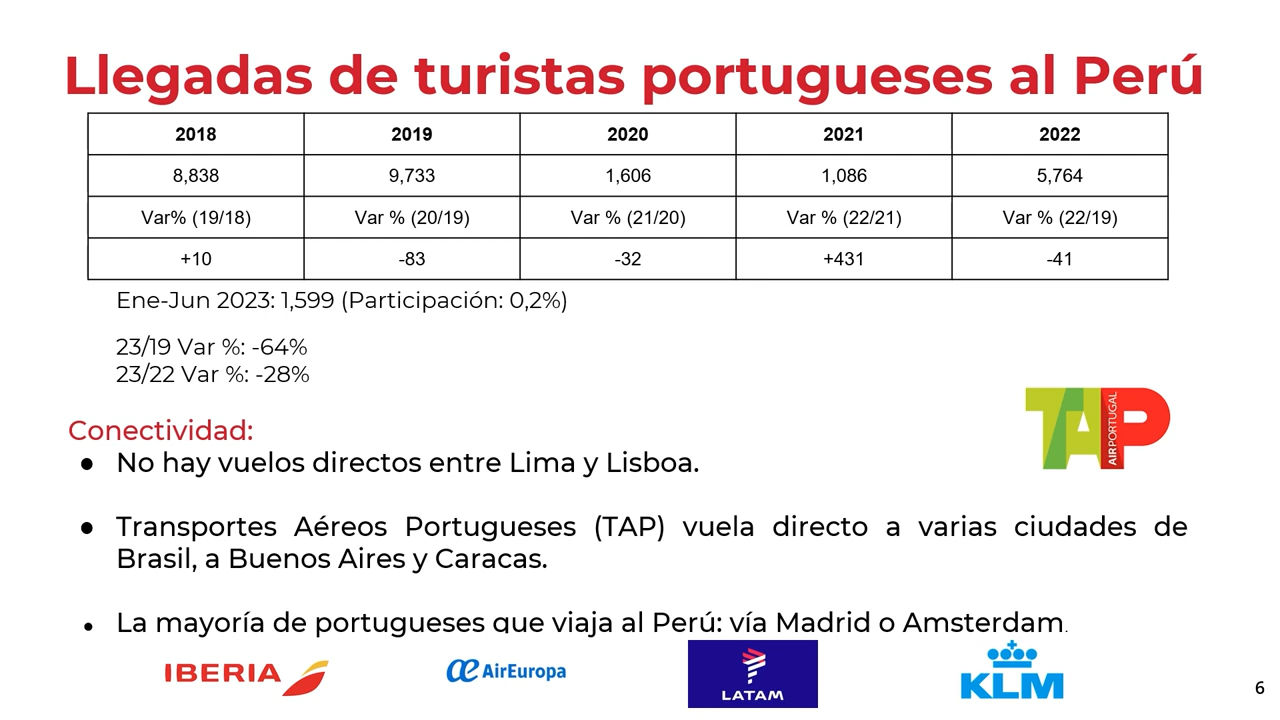 Llegadas de turistas portugueses al Perú
2018 2019 2020 2021 2022
8,838 9,733 1,606 1,086 5,764
Var% (19/18) Var % (20/19) Var % (21/20) Var % (22/21) Var % (22/19)
+10 -83 -32 +431 -41
Ene-Jun 2023: 1,599 (Participación: 0,2%)
23/19 Var %: -64%
23/22 Var %: -28%
TAP AIR PORTUGAL
Conectividad:
● No hay vuelos directos entre Lima y Lisboa.
● Transportes Aéreos Portugueses (TAP) vuela directo a varias ciudades de
Brasil, a Buenos Aires y Caracas.
● La mayoría de portugueses que viaja al Perú: vía Madrid o Amsterdam.
IBERIA AirEuropa LATAM KLM
6